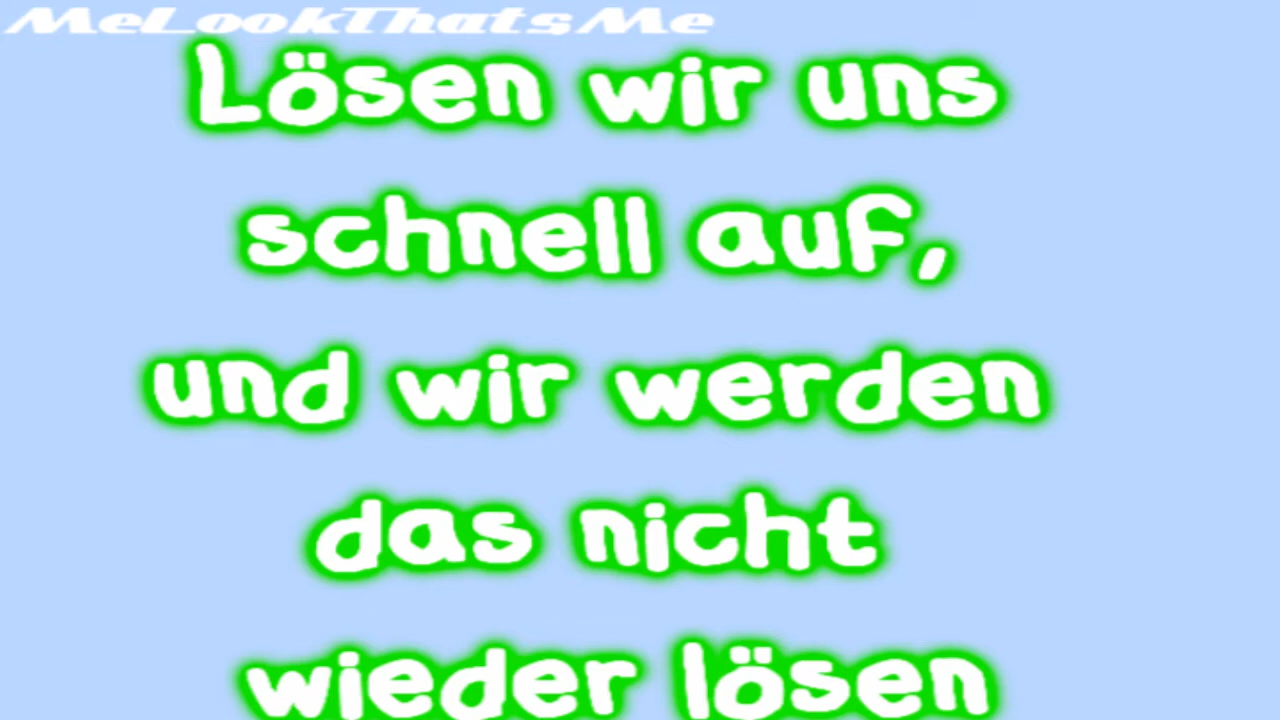 MeLookThatsMe
Lösen wir uns
schnell auf,
und wir werden
das nicht
wieder lösen